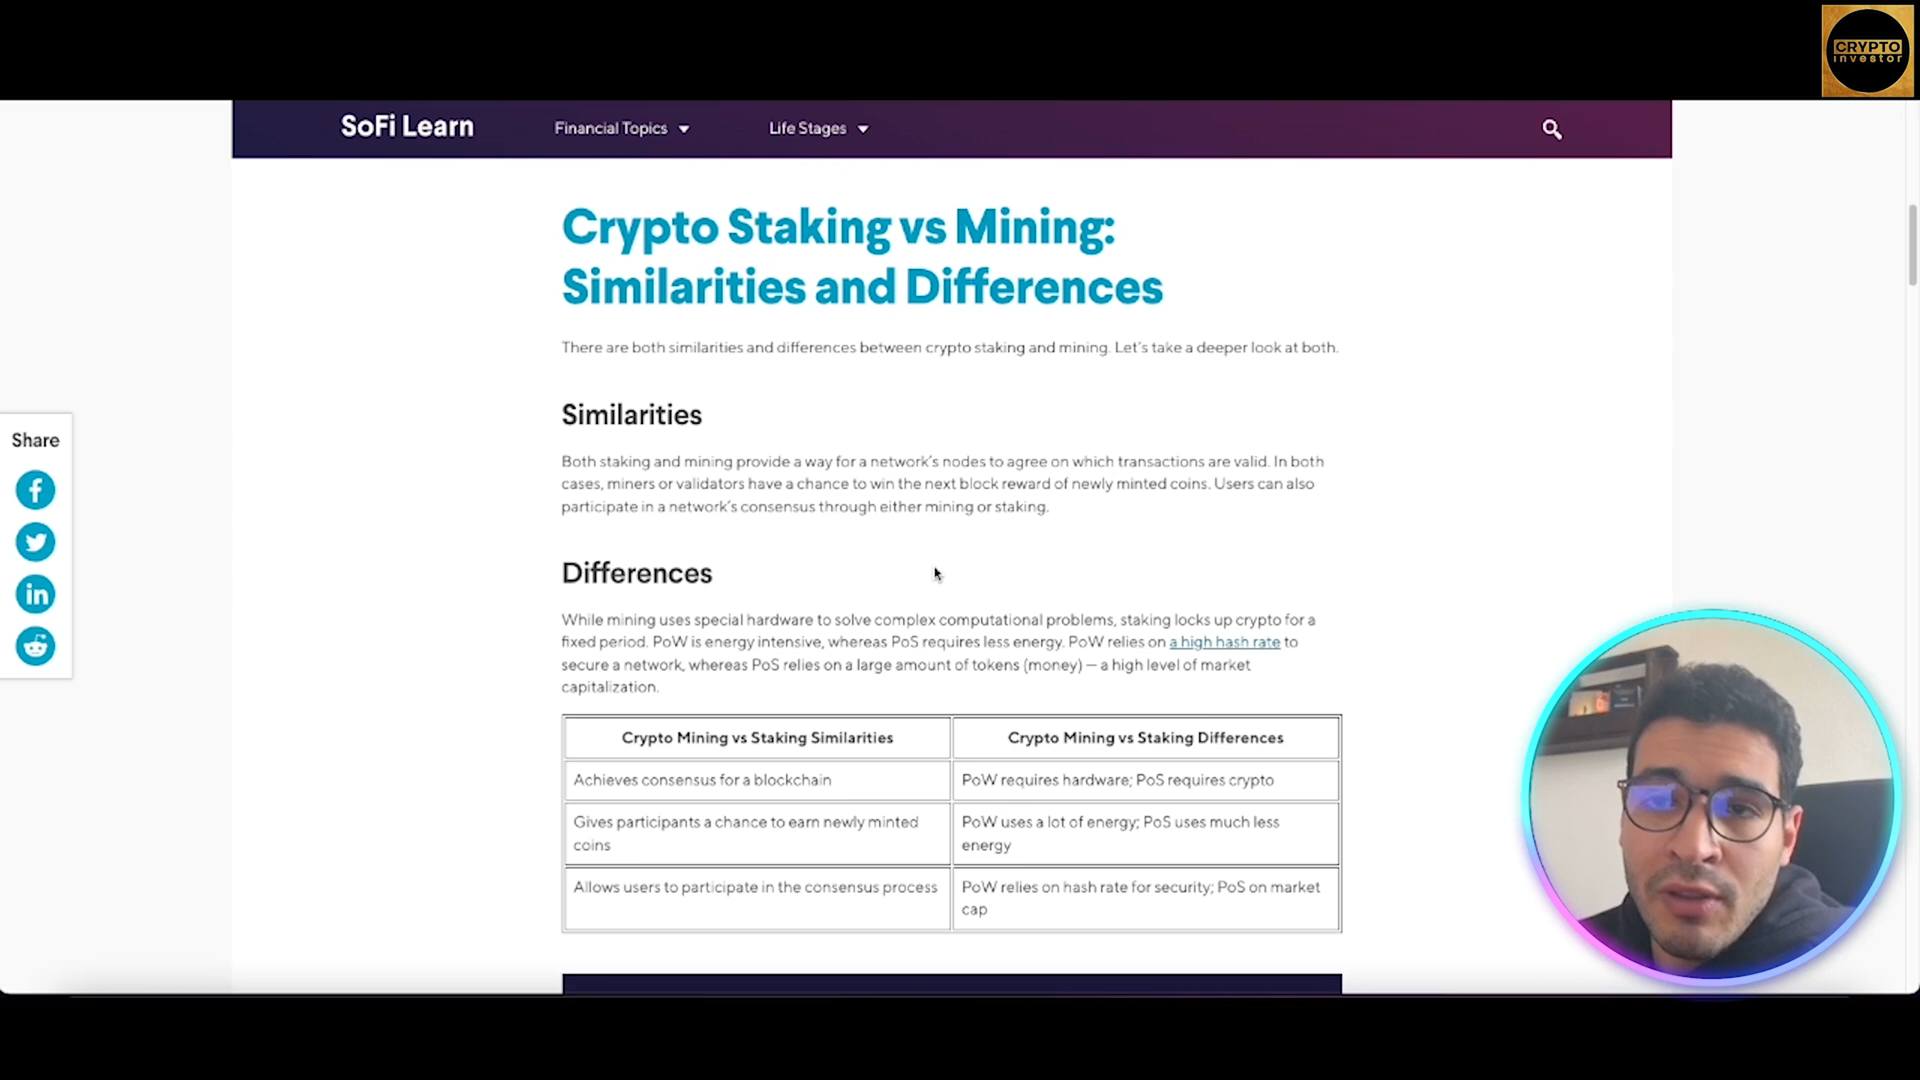 CRYPTO
investor
SoFi Learn
Financial Topics
Life Stages
Crypto Staking vs Mining:
Similarities and Differences
There are both similarities and differences between crypto staking and mining. Let's take a deeper look at both.
Similarities
Both staking and mining provide a way for a network's nodes to agree on which transactions are valid. In both
cases, miners or validators have a chance to win the next block reward of newly minted coins. Users can also
participate in a network's consensus through either mining or staking.
Share
Differences
While mining uses special hardware to solve complex computational problems, staking locks up crypto for a
fixed period. PoW is energy intensive, whereas PoS requires less energy. PoW relies on a high hash rate to
secure a network, whereas PoS relies on a large amount of tokens (money) — a high level of market
capitalization.
Crypto Mining vs Staking Similarities
Crypto Mining vs Staking Differences
Achieves consensus for a blockchain
PoW requires hardware; PoS requires crypto
Gives participants a chance to earn newly minted
coins
PoW uses a lot of energy; PoS uses much less
energy
Allows users to participate in the consensus process
PoW relies on hash rate for security; PoS on market
cap